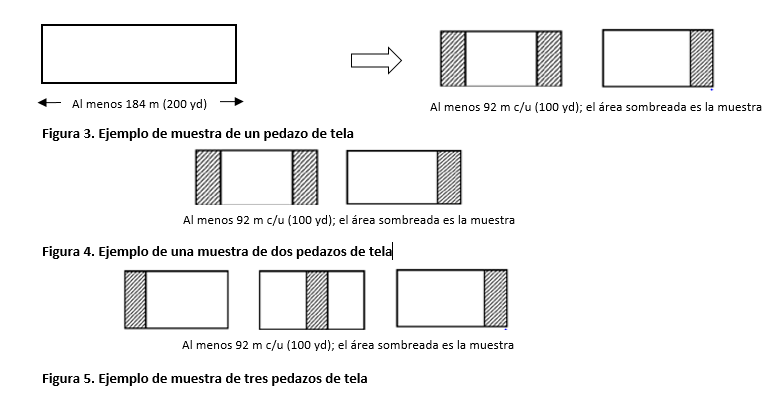 Al menos 184 m (200 yd)
Al menos 92 m c/u (100 yd); el área sombreada es la muestra
Figura 3. Ejemplo de muestra de un pedazo de tela
Al menos 92 m c/u (100 yd); el área sombreada es la muestra
Figura 4. Ejemplo de una muestra de dos pedazos de tela
Al menos 92 m c/u (100 yd); el área sombreada es la muestra
Figura 5. Ejemplo de muestra de tres pedazos de tela